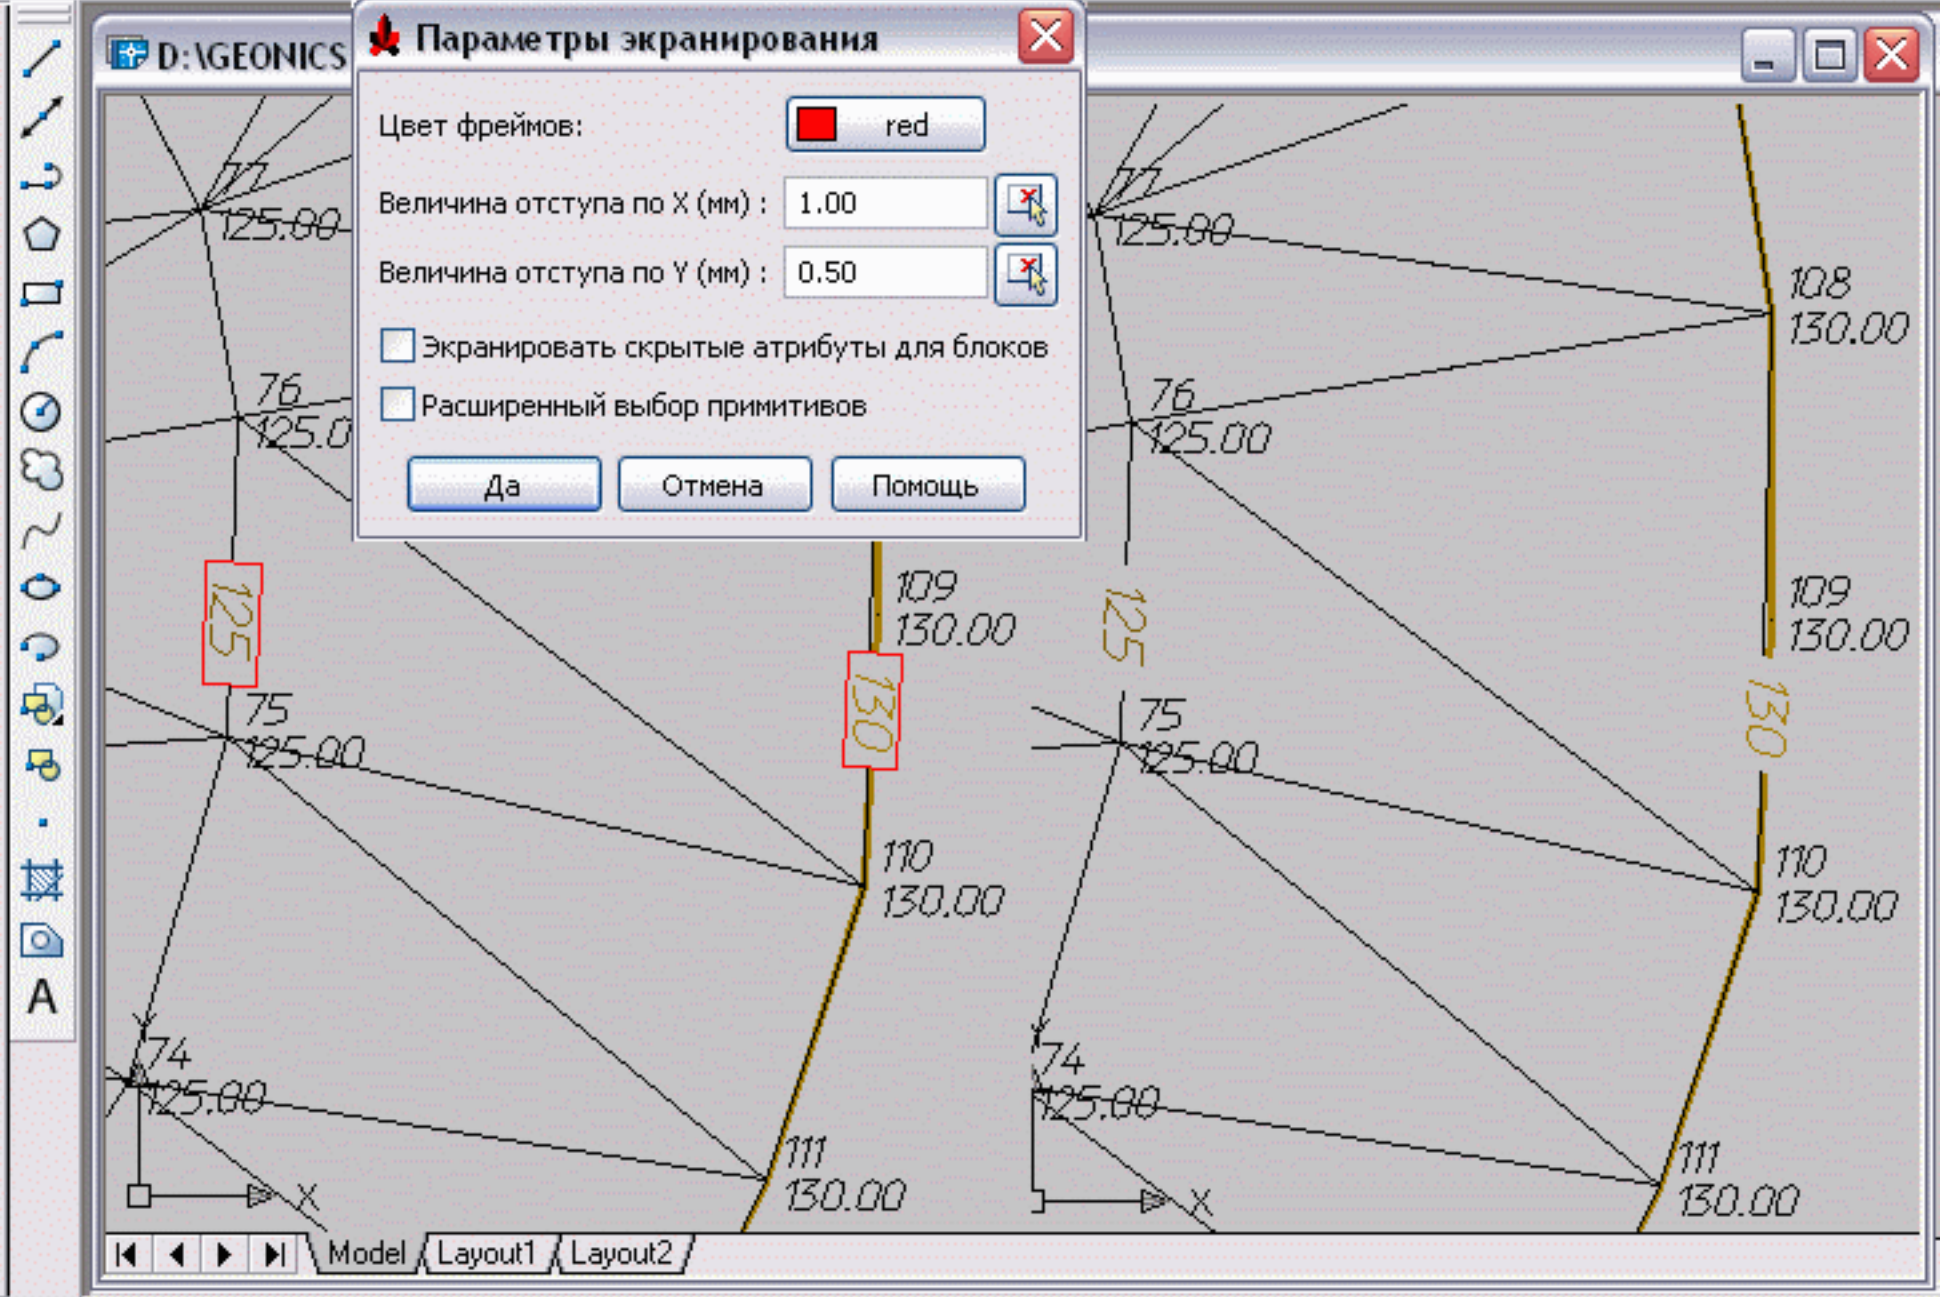 D:\GEONICS
Параметры экранирования
Цвет фреймов:
red
Величина отступа по X (мм) :
1.00
Величина отступа по Y (мм) :
0.50
Экранировать скрытые атрибуты для блоков
Расширенный выбор примитивов
Да
Отмена
Помощь
77
125.00
76
125.0
125
75
125.00
74
125.00
X
109
130.00
130
110
130.00
111
130.00
77
125.00
76
125.00
125
75
125.00
74
125.00
X
108
130.00
109
130.00
130
110
130.00
111
130.00
A
Model
Layout1
Layout2